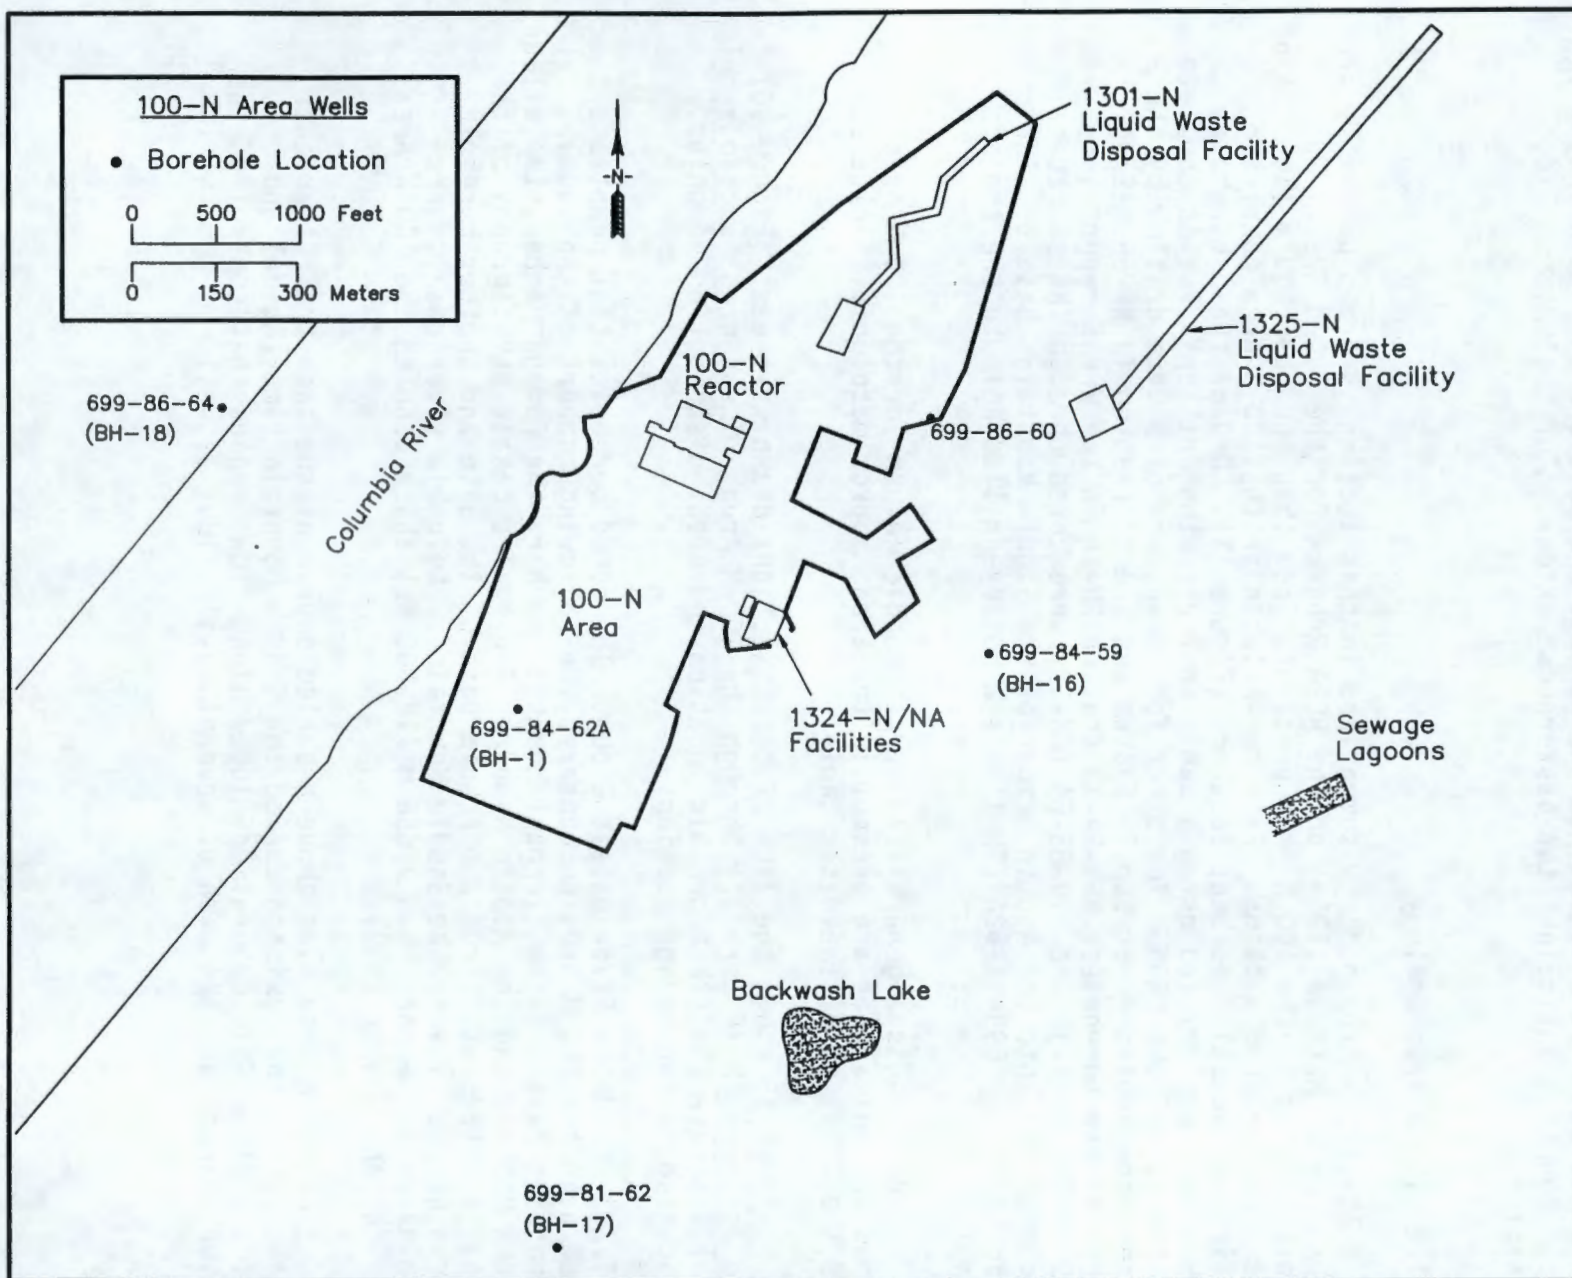 100-N Area Wells
Borehole Location
0 500 1000 Feet
0 150 300 Meters
-N-
1301-N
Liquid Waste
Disposal Facility
1325-N
Liquid Waste
Disposal Facility
100-N
Reactor
699-86-64
(BH-18)
Columbia River
699-86-60
100-N
Area
699-84-59
(BH-16)
699-84-62A
(BH-1)
1324-N/NA
Facilities
Sewage
Lagoons
Backwash Lake
699-81-62
(BH-17)